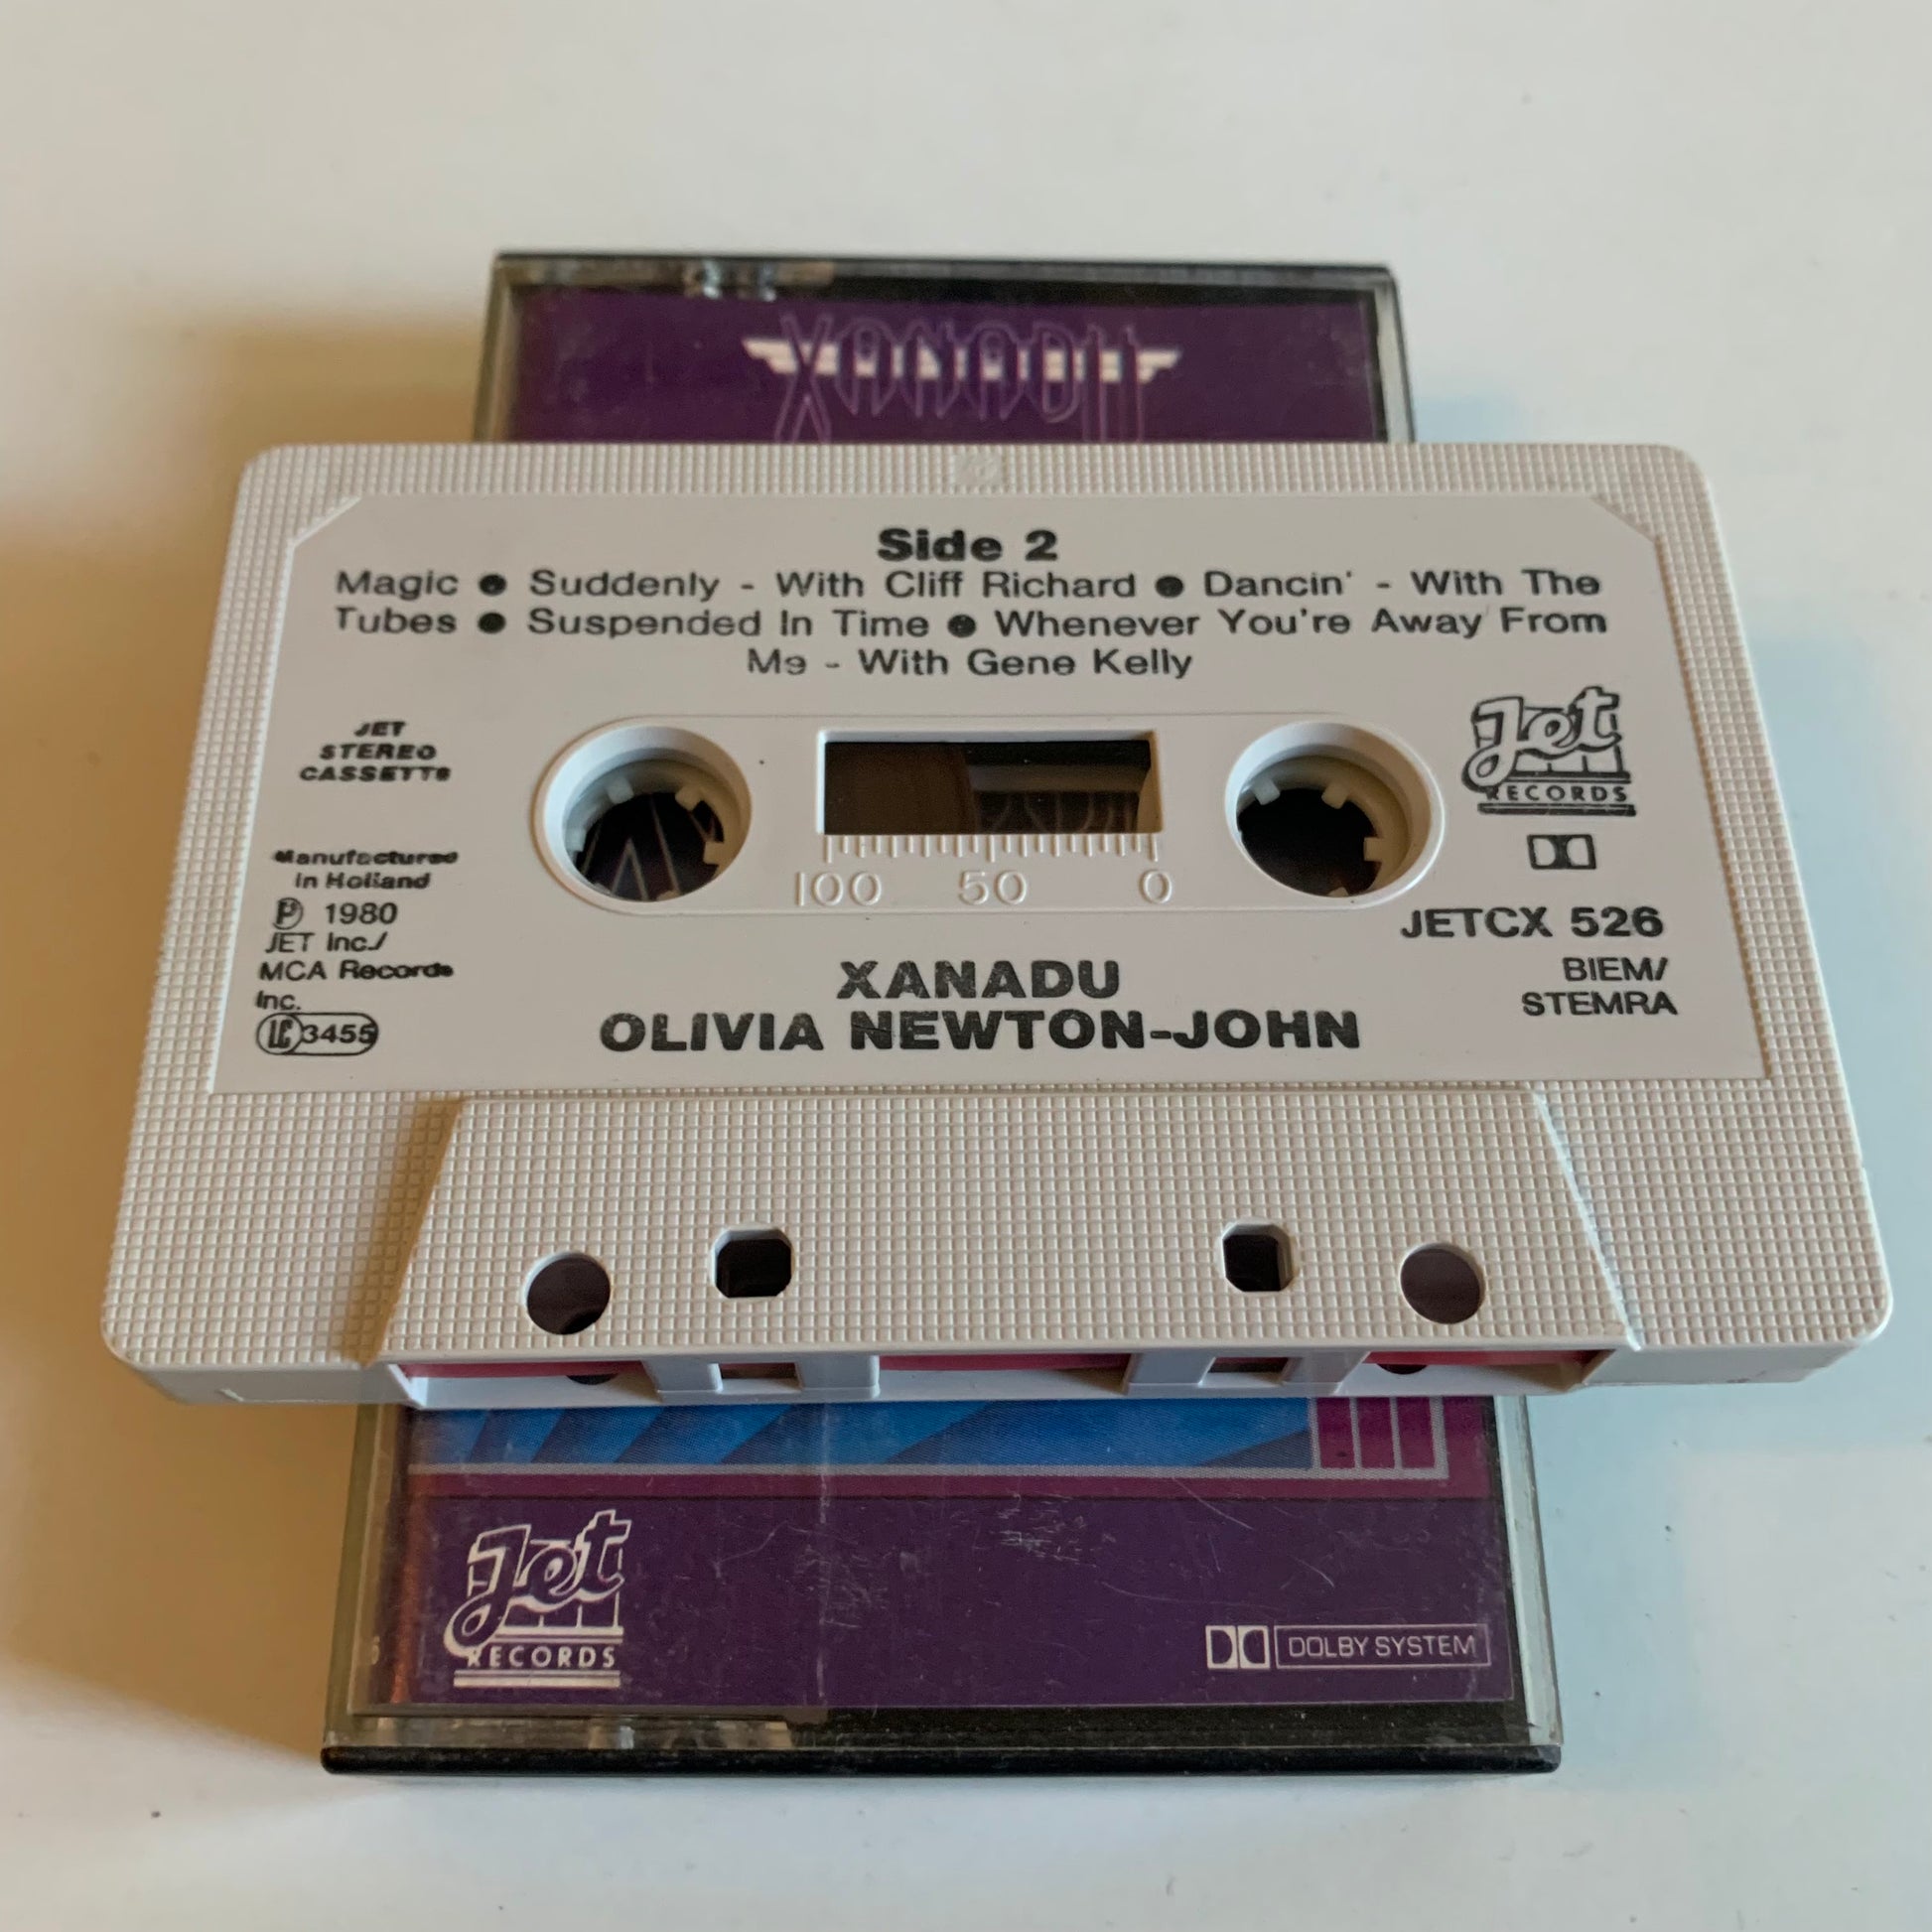 XANADU
Side 2
Magic ● Suddenly - With Cliff Richard ● Dancin' - With The
Tubes ● Suspended In Time ● Whenever You're Away From
Me - With Gene Kelly
JET
STEREO
CASSETTE
Jet
RECORDS
Manufactured
in Holland
℗ 1980
JET Inc./
MCA Records
Inc.
LC 3455
100 50 0
JETCX 526
BIEM/
STEMRA
XANADU
OLIVIA NEWTON-JOHN
Jet
RECORDS
DOLBY SYSTEM